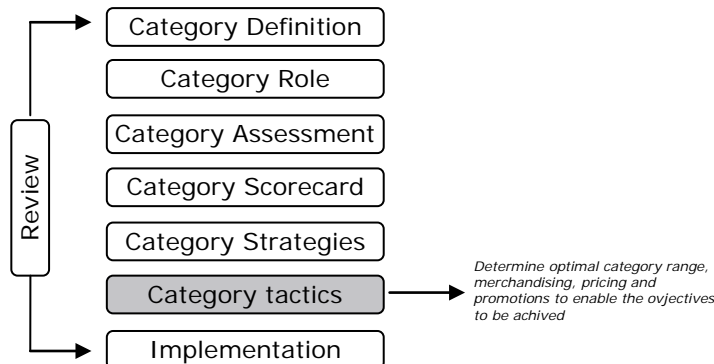 Category Definition
Category Role
Category Assessment
Category Scorecard
Category Strategies
Category tactics
Implementation
Review
Determine optimal category range,
merchandising, pricing and
promotions to enable the ovjectives
to be achived